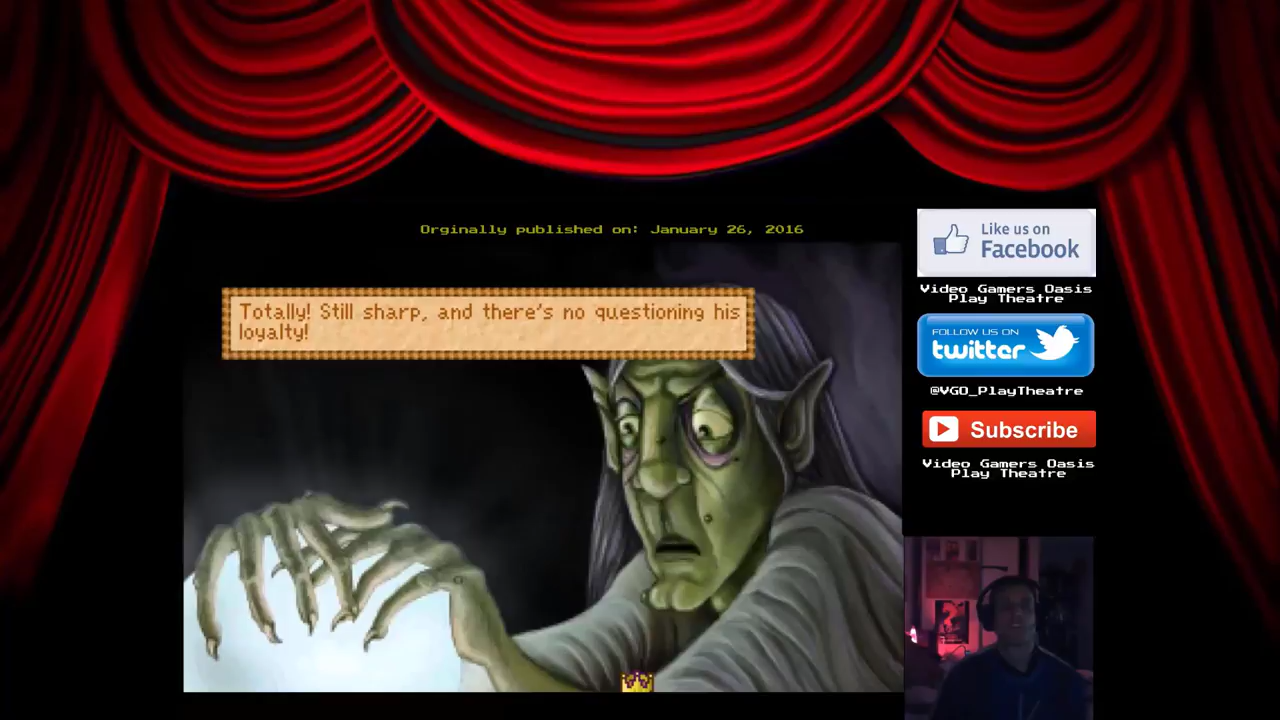 Orginally published on: January 26, 2016
Totally! Still sharp, and there's no questioning his
loyalty!
Like us on
Facebook
Video Gamers Oasis
Play Theatre
FOLLOW US ON
twitter
@VGO_PlayTheatre
Subscribe
Video Gamers Oasis
Play Theatre